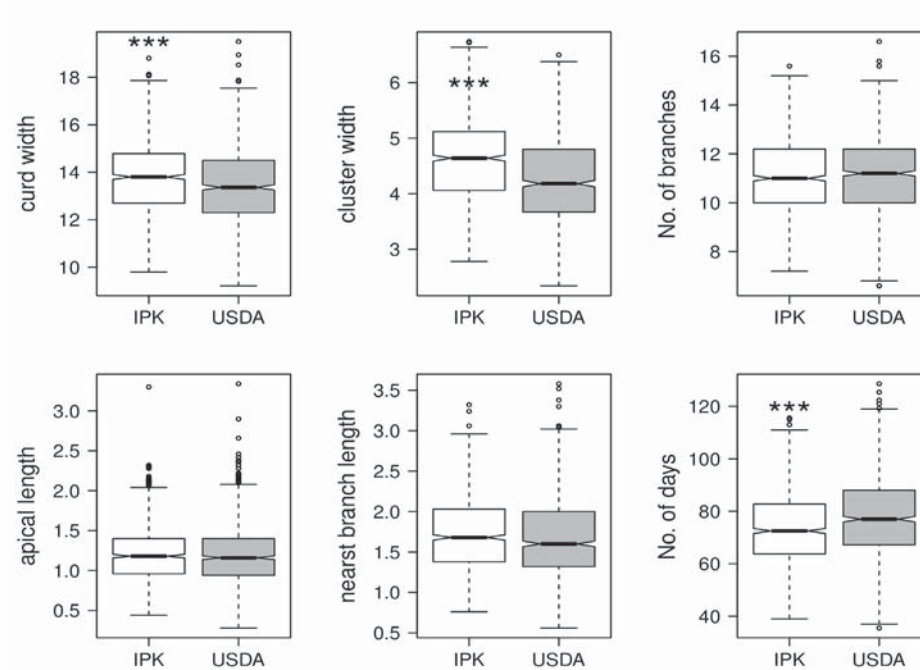 curd width
18
16
14
12
10
***
IPK USDA
cluster width
6
5
4
3
***
IPK USDA
No. of branches
16
14
12
10
8
IPK USDA
apical length
3.0
2.5
2.0
1.5
1.0
0.5
IPK USDA
nearst branch length
3.5
3.0
2.5
2.0
1.5
1.0
0.5
IPK USDA
No. of days
120
100
80
60
40
***
IPK USDA